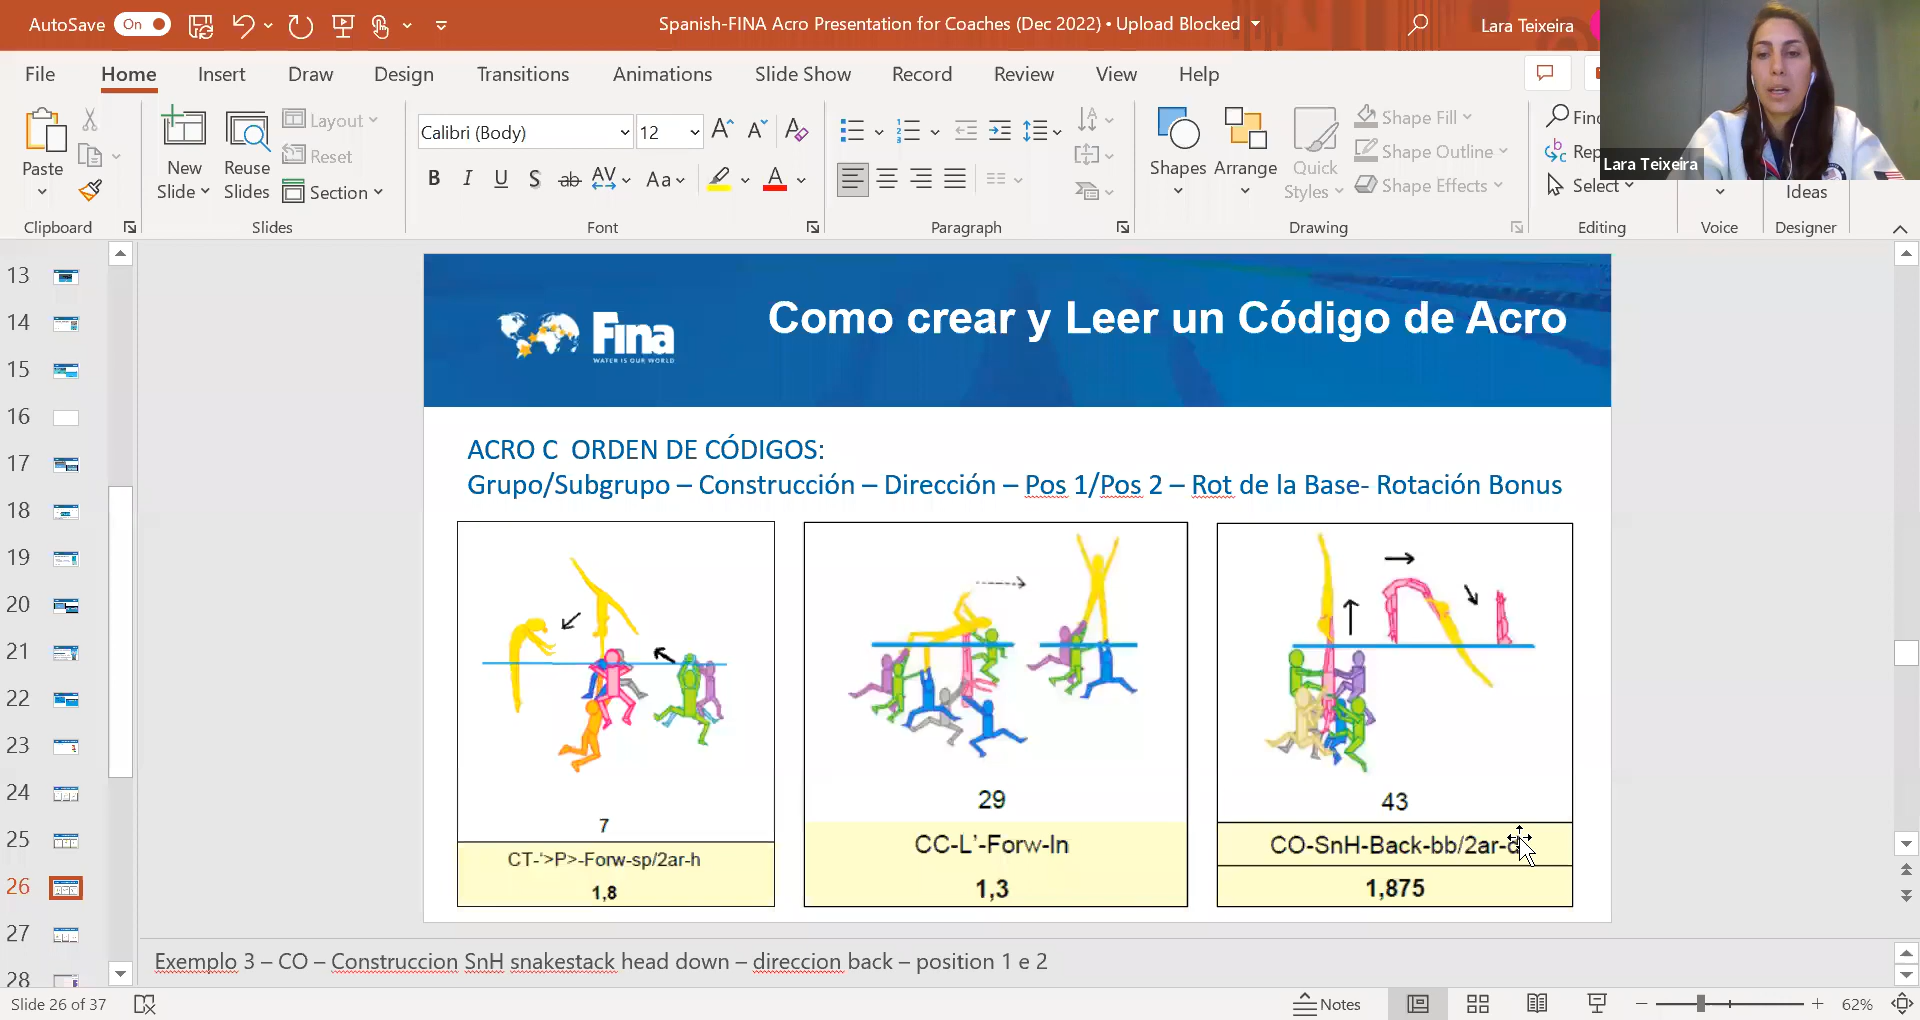 AutoSave On
Spanish-FINA Acro Presentation for Coaches (Dec 2022) • Upload Blocked
Lara Teixeira
File Home Insert Draw Design Transitions Animations Slide Show Record Review View Help
Paste
Clipboard
New Slide
Reuse Slides
Layout
Reset
Section
Slides
Calibri (Body) 12
B I U S ab AV Aa A
Font
Paragraph
Shapes
Arrange
Quick Styles
Shape Fill
Shape Outline
Shape Effects
Drawing
Select
Editing
Voice
Ideas
Designer
Lara Teixeira
13
14
15
16
17
18
19
20
21
22
23
24
25
26
27
28
Fina
WATER IS OUR WORLD
Como crear y Leer un Código de Acro
ACRO C ORDEN DE CÓDIGOS:
Grupo/Subgrupo – Construcción – Dirección – Pos 1/Pos 2 – Rot de la Base- Rotación Bonus
7
CT-'>P>-Forw-sp/2ar-h
1,8
29
CC-L'-Forw-In
1,3
43
CO-SnH-Back-bb/2ar-
1,875
Exemplo 3 – CO – Construccion SnH snakestack head down – direccion back – position 1 e 2
Slide 26 of 37
Notes
62%